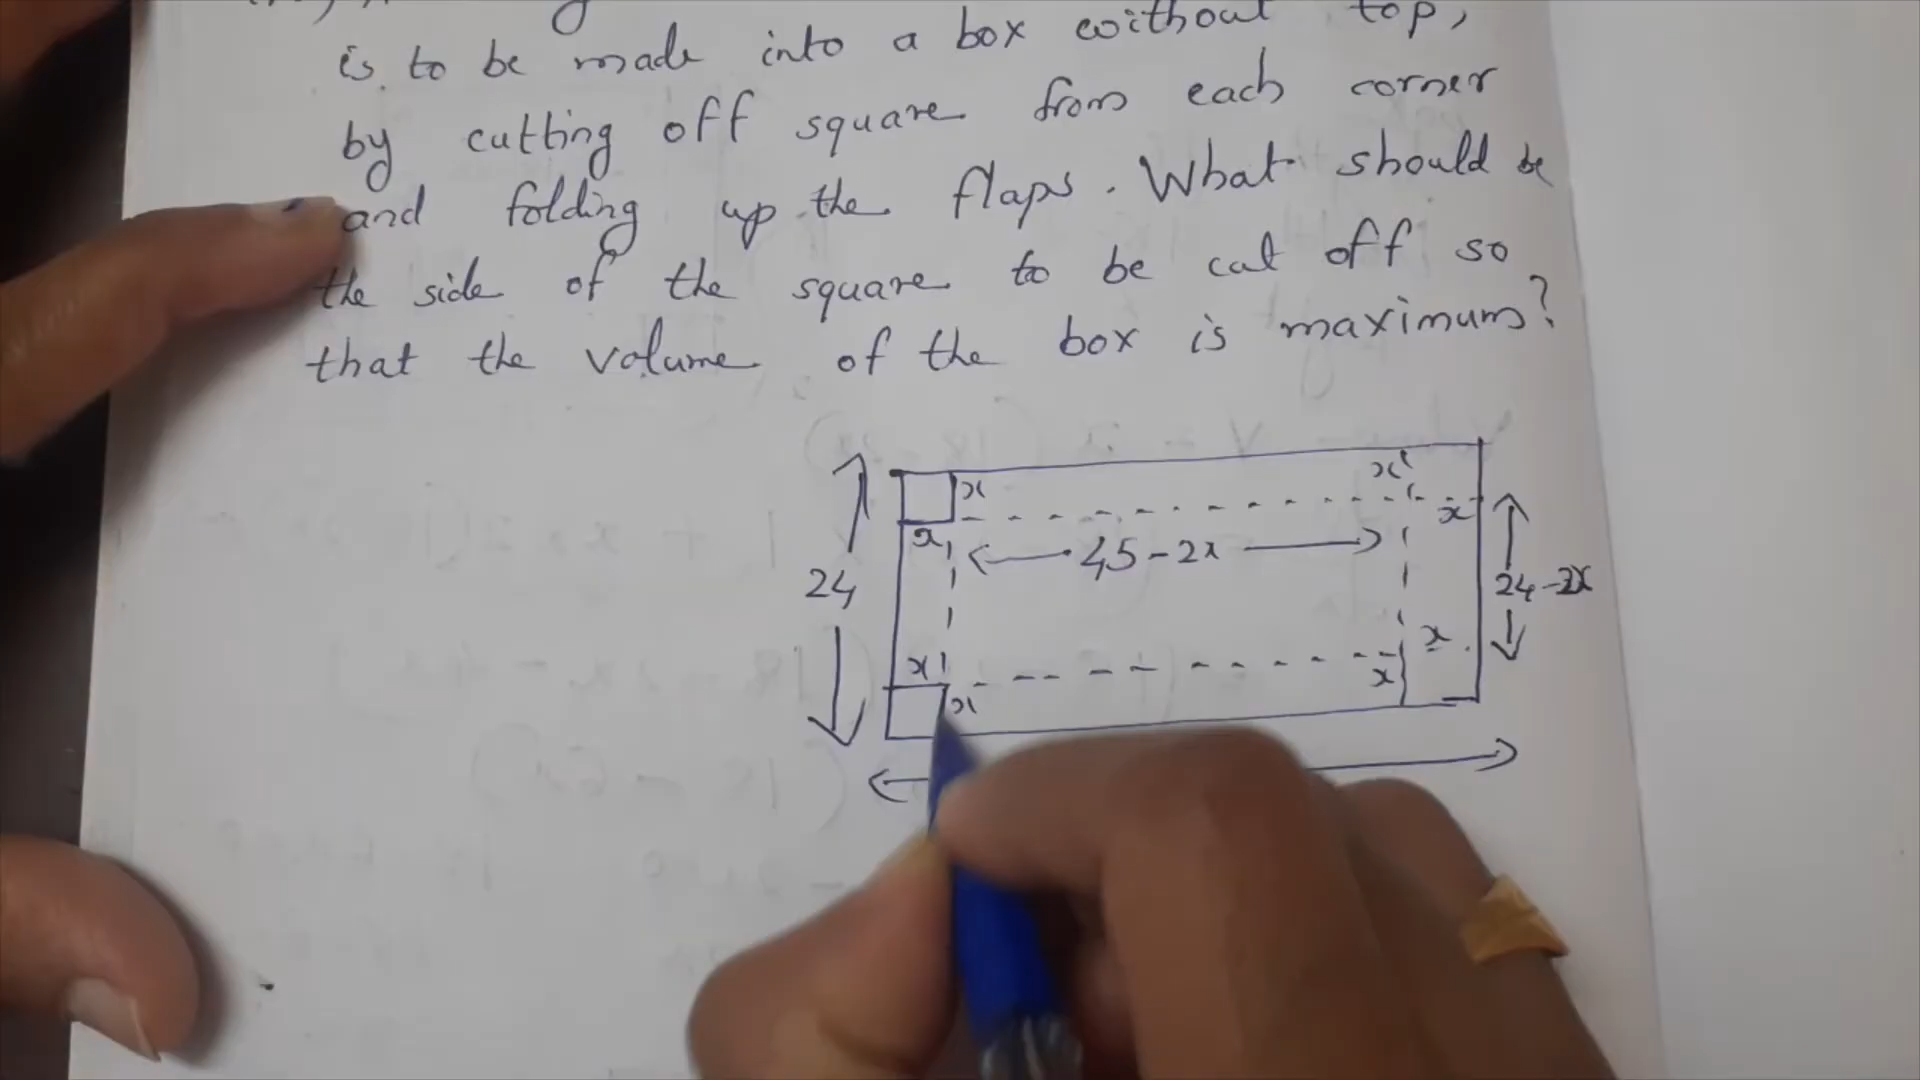 is to be made into a box without top,
by cutting off square from each corner
and folding up the flaps. What should be
the side of the square to be cut off so
that the volume of the box is maximum?
x x
x x
45-2x
24 24-2x
x x
x x